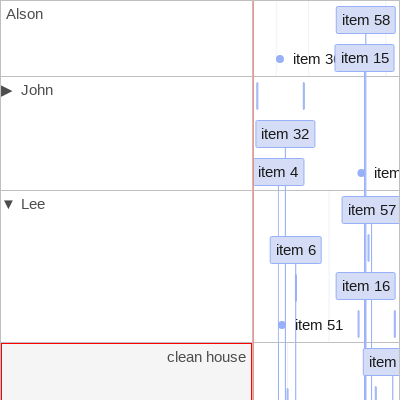 Alson
item 58
item 15
item 3
▶ John
item 32
item 4
item
▼ Lee
item 57
item 6
item 16
item 51
clean house
item